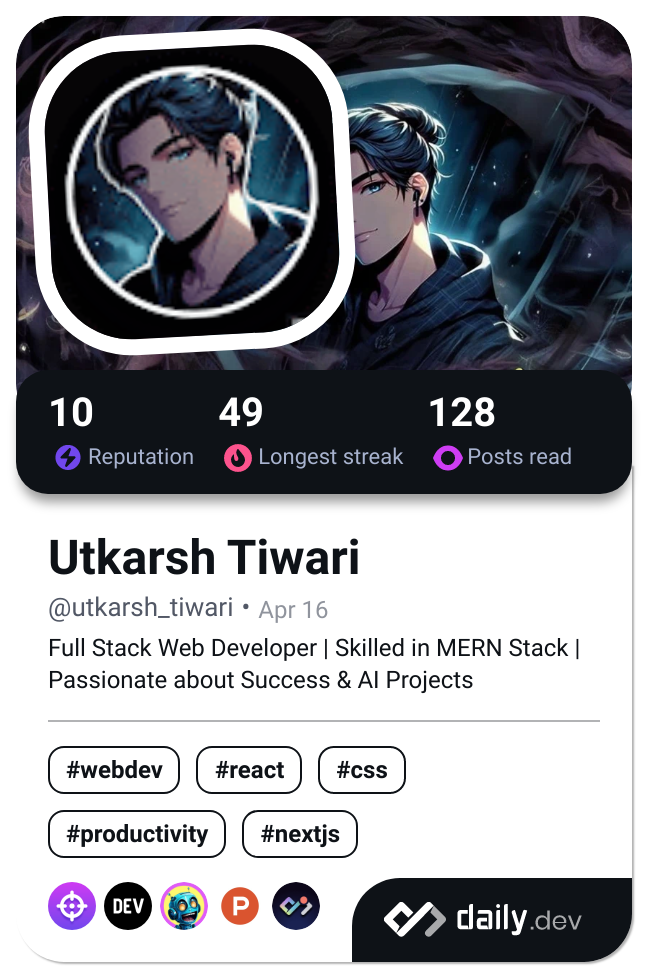 10 49 128
Reputation Longest streak Posts read
Utkarsh Tiwari
@utkarsh_tiwari • Apr 16
Full Stack Web Developer | Skilled in MERN Stack |
Passionate about Success & AI Projects
#webdev #react #css
#productivity #nextjs
DEV P daily.dev